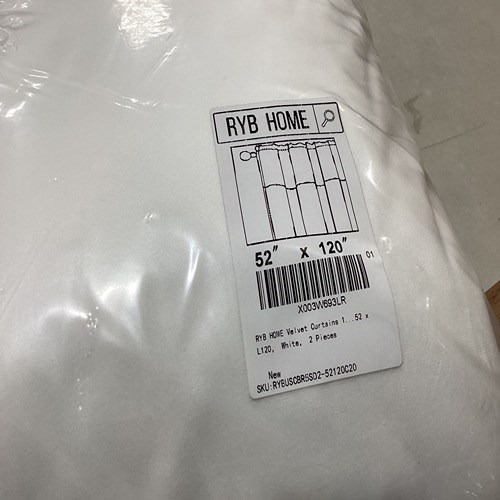 RYB HOME
52" X 120"
01
X003W693LR
RYB HOME Velvet Curtains 1...52 x
L120, White, 2 Pieces
New
SKU:RYBUSCBR5SD2-52120C20